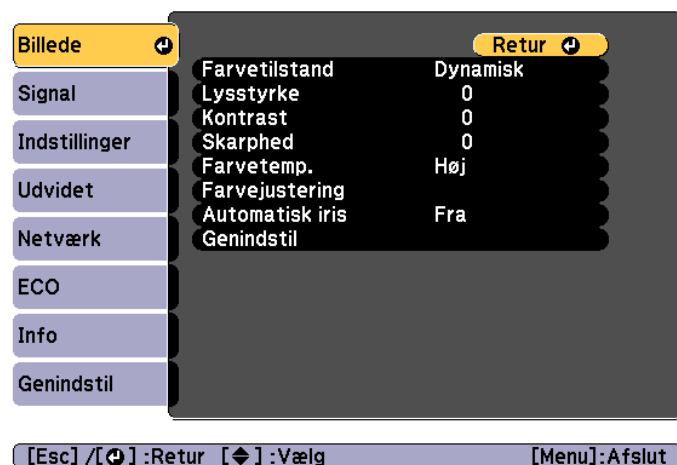 Billede
Retur
Farvetilstand Dynamisk
Signal
Lysstyrke 0
Kontrast 0
Indstillinger
Skarphed 0
Farvetemp. Høj
Udvidet
Farvejustering
Automatisk iris Fra
Netværk
Genindstil
ECO
Info
Genindstil
[Esc] /[ ] :Retur [ ] :Vælg [Menu]:Afslut